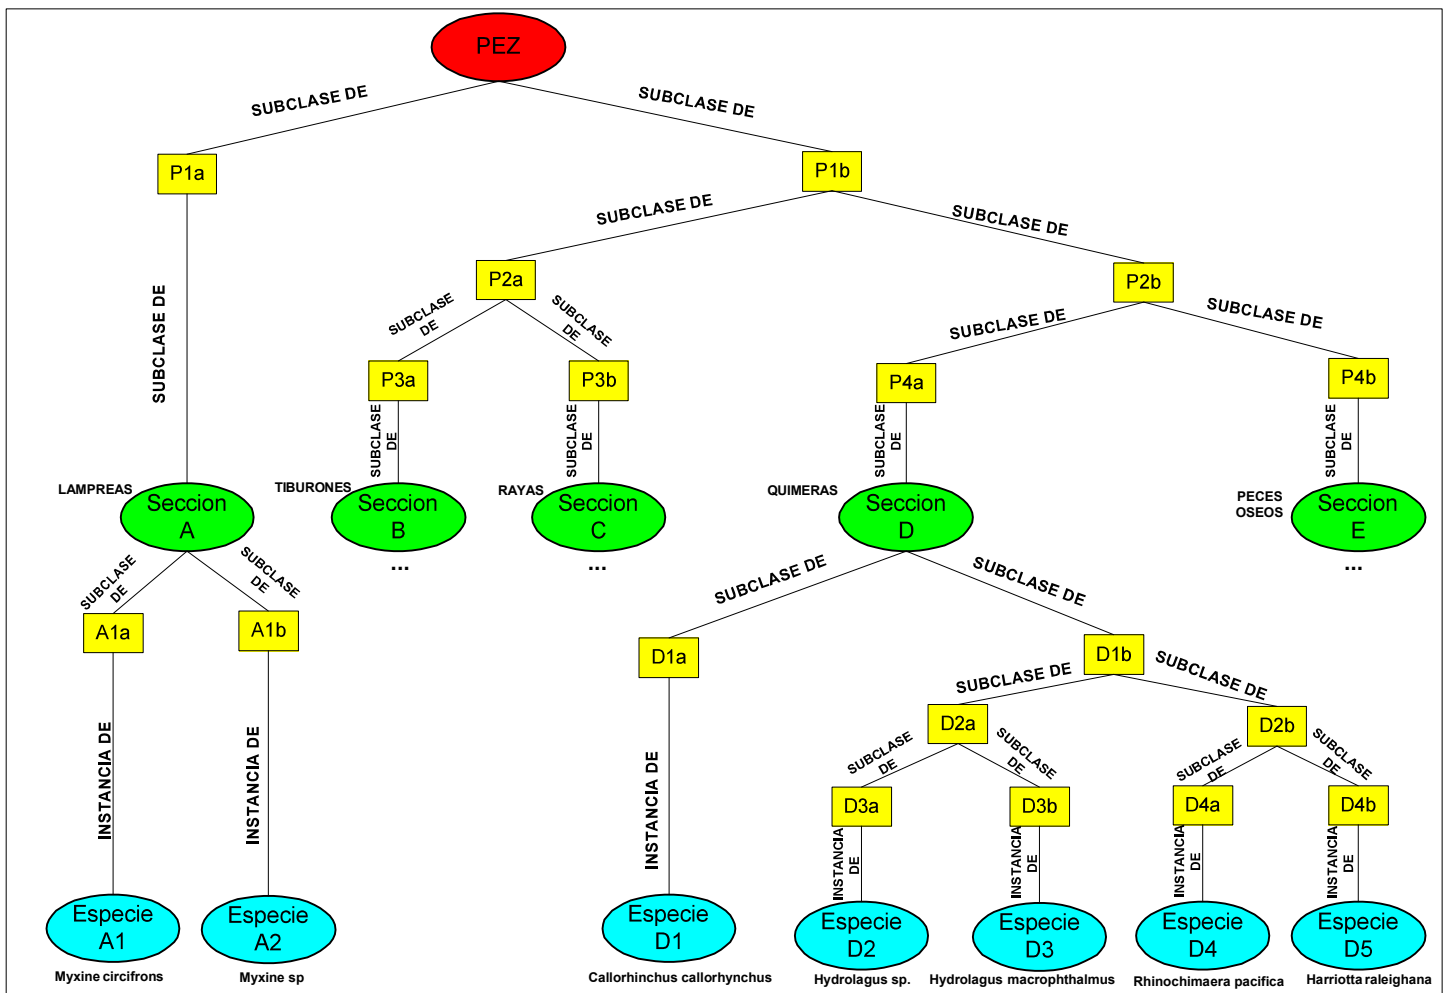 PEZ
SUBCLASE DE
SUBCLASE DE
P1a
P1b
SUBCLASE DE
SUBCLASE DE
SUBCLASE DE
P2a
P2b
SUBCLASE
DE
SUBCLASE
DE
SUBCLASE DE
SUBCLASE DE
P3a
P3b
P4a
P4b
SUBCLASE
DE
SUBCLASE
DE
SUBCLASE
DE
SUBCLASE
DE
LAMPREAS
Seccion
A
TIBURONES
Seccion
B
RAYAS
Seccion
C
QUIMERAS
Seccion
D
PECES
OSEOS
Seccion
E
...
...
...
SUBCLASE
DE
SUBCLASE
DE
SUBCLASE DE
SUBCLASE DE
A1a
A1b
D1a
D1b
SUBCLASE DE
SUBCLASE DE
D2a
D2b
SUBCLASE
DE
SUBCLASE
DE
SUBCLASE
DE
SUBCLASE
DE
INSTANCIA DE
INSTANCIA DE
INSTANCIA DE
D3a
D3b
D4a
D4b
INSTANCIA
DE
INSTANCIA
DE
INSTANCIA
DE
INSTANCIA
DE
Especie
A1
Especie
A2
Especie
D1
Especie
D2
Especie
D3
Especie
D4
Especie
D5
Myxine circifrons
Myxine sp
Callorhinchus callorhynchus
Hydrolagus sp.
Hydrolagus macrophthalmus
Rhinochimaera pacifica
Harriotta raleighana